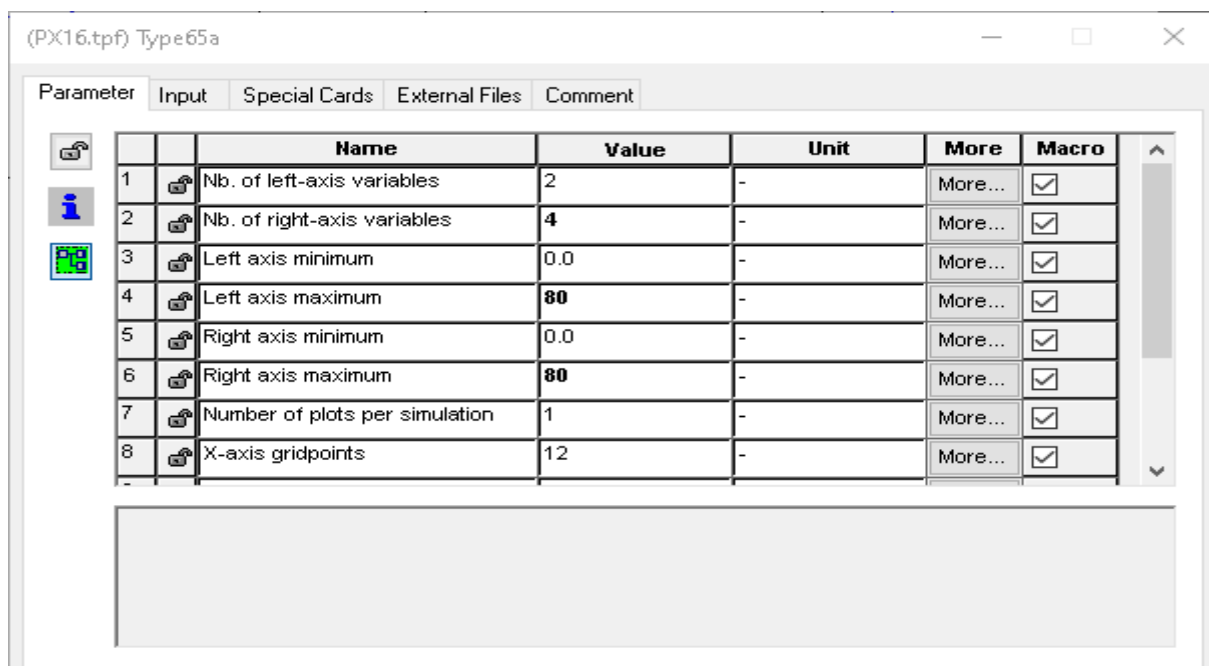 (PX16.tpf) Type65a
Parameter Input Special Cards External Files Comment
Name Value Unit More Macro
1 Nb. of left-axis variables 2 - More...
2 Nb. of right-axis variables 4 - More...
3 Left axis minimum 0.0 - More...
4 Left axis maximum 80 - More...
5 Right axis minimum 0.0 - More...
6 Right axis maximum 80 - More...
7 Number of plots per simulation 1 - More...
8 X-axis gridpoints 12 - More...